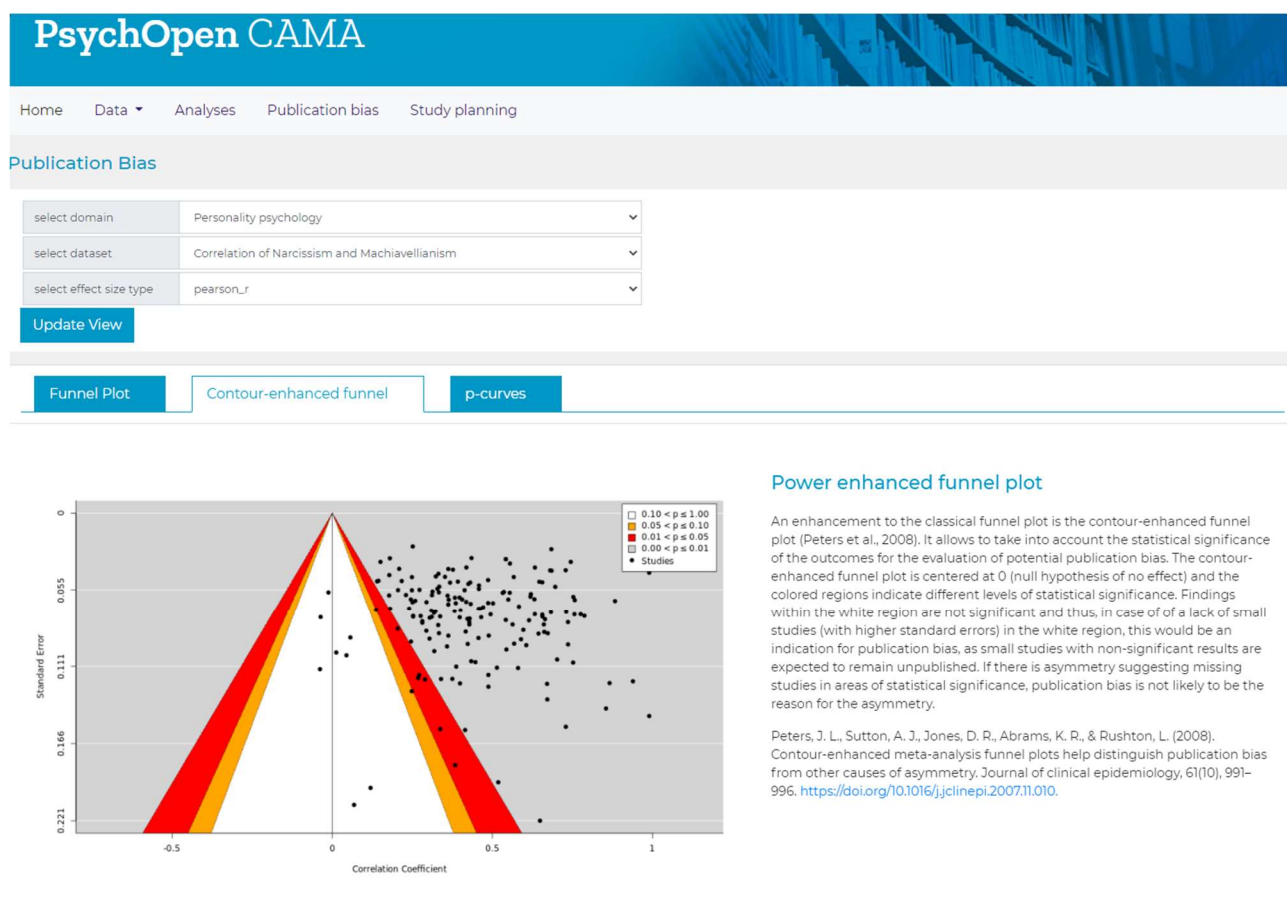 PsychOpen CAMA
Home Data Analyses Publication bias Study planning
Publication Bias
select domain Personality psychology
select dataset Correlation of Narcissism and Machiavellianism
select effect size type pearson_r
Update View
Funnel Plot Contour-enhanced funnel p-curves
Power enhanced funnel plot
An enhancement to the classical funnel plot is the contour-enhanced funnel
plot (Peters et al., 2008). It allows to take into account the statistical significance
of the outcomes for the evaluation of potential publication bias. The contour-
enhanced funnel plot is centered at 0 (null hypothesis of no effect) and the
colored regions indicate different levels of statistical significance. Findings
within the white region are not significant and thus, in case of of a lack of small
studies (with higher standard errors) in the white region, this would be an
indication for publication bias, as small studies with non-significant results are
expected to remain unpublished. If there is asymmetry suggesting missing
studies in areas of statistical significance, publication bias is not likely to be the
reason for the asymmetry.
Peters, J. L., Sutton, A. J., Jones, D. R., Abrams, K. R., & Rushton, L. (2008).
Contour-enhanced meta-analysis funnel plots help distinguish publication bias
from other causes of asymmetry. Journal of clinical epidemiology, 61(10), 991–
996. https://doi.org/10.1016/j.jclinepi.2007.11.010.
0.10 < p ≤ 1.00
0.05 < p ≤ 0.10
0.01 < p ≤ 0.05
0.00 < p ≤ 0.01
Studies
Standard Error
0
0.055
0.111
0.166
0.221
-0.5 0 0.5 1
Correlation Coefficient